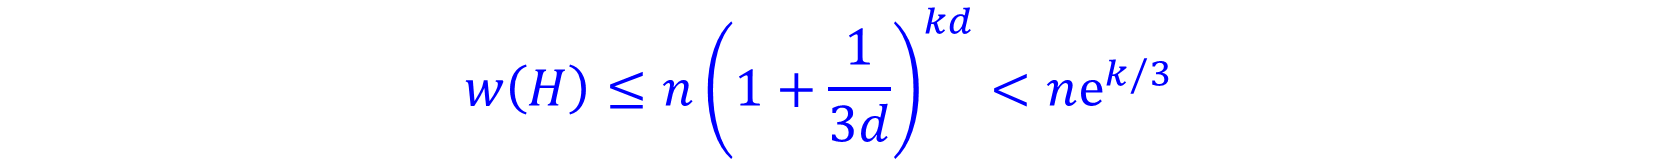 w(H) ≤ n(1 + 1/(3d))^{kd} < ne^{k/3}